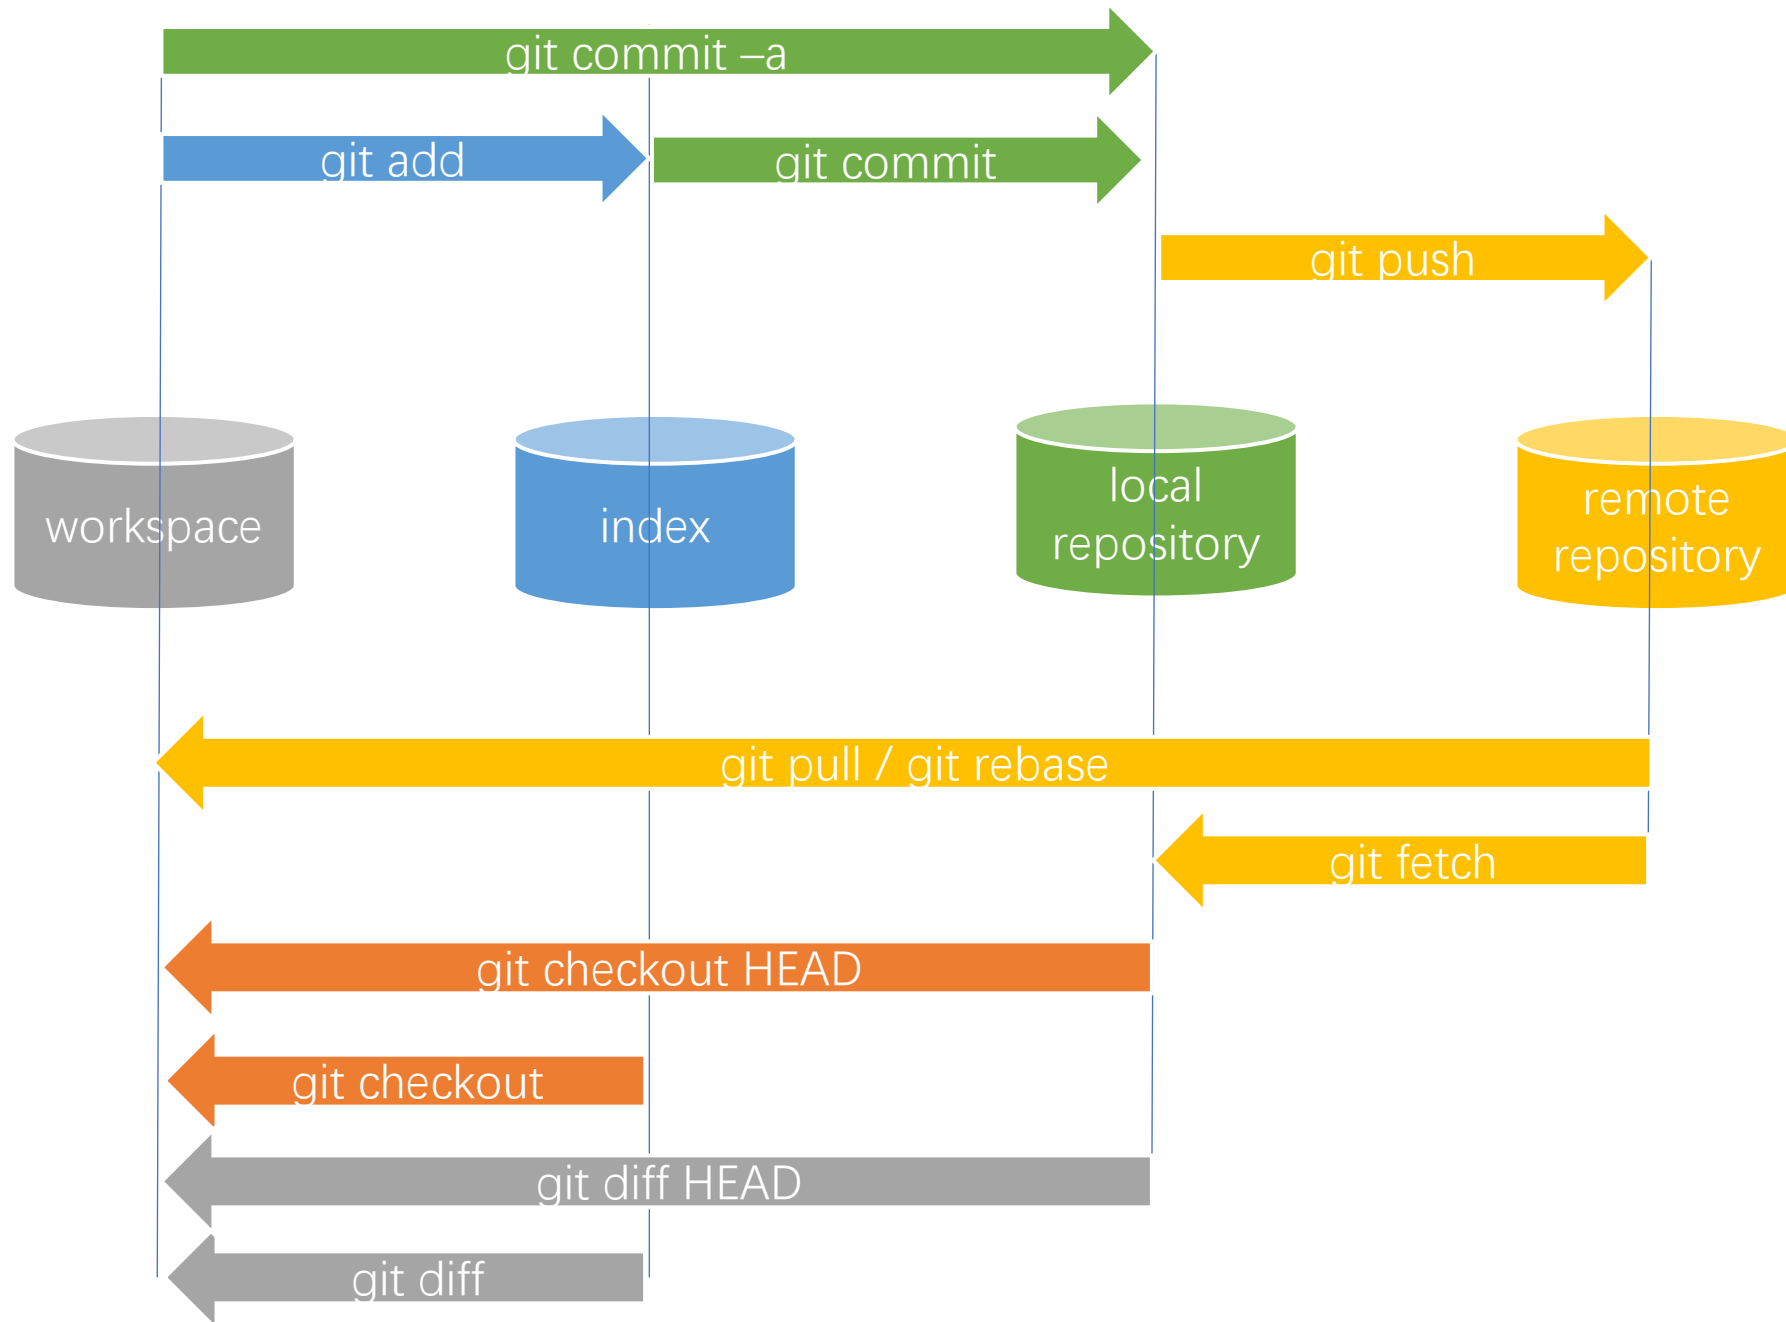 git commit –a
git add
git commit
git push
workspace
index
local
repository
remote
repository
git pull / git rebase
git fetch
git checkout HEAD
git checkout
git diff HEAD
git diff